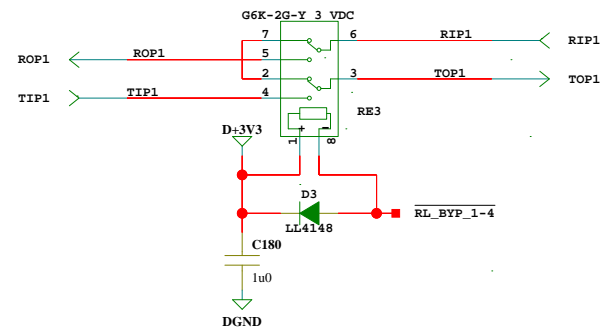 G6K-2G-Y 3 VDC
7
6
RIP1
RIP1
ROP1
ROP1
5
2
3
TOP1
TOP1
TIP1
TIP1
4
RE3
+
−
1
8
D+3V3
D3
LL4148
RL_BYP_1-4
C180
1u0
DGND